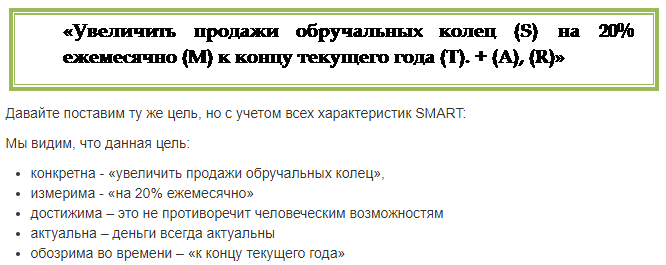 «Увеличить продажи обручальных колец (S) на 20%
ежемесячно (M) к концу текущего года (T). + (A), (R)»
Давайте поставим ту же цель, но с учетом всех характеристик SMART:
Мы видим, что данная цель:
• конкретна - «увеличить продажи обручальных колец»,
• измерима - «на 20% ежемесячно»
• достижима – это не противоречит человеческим возможностям
• актуальна – деньги всегда актуальны
• обозрима во времени – «к концу текущего года»